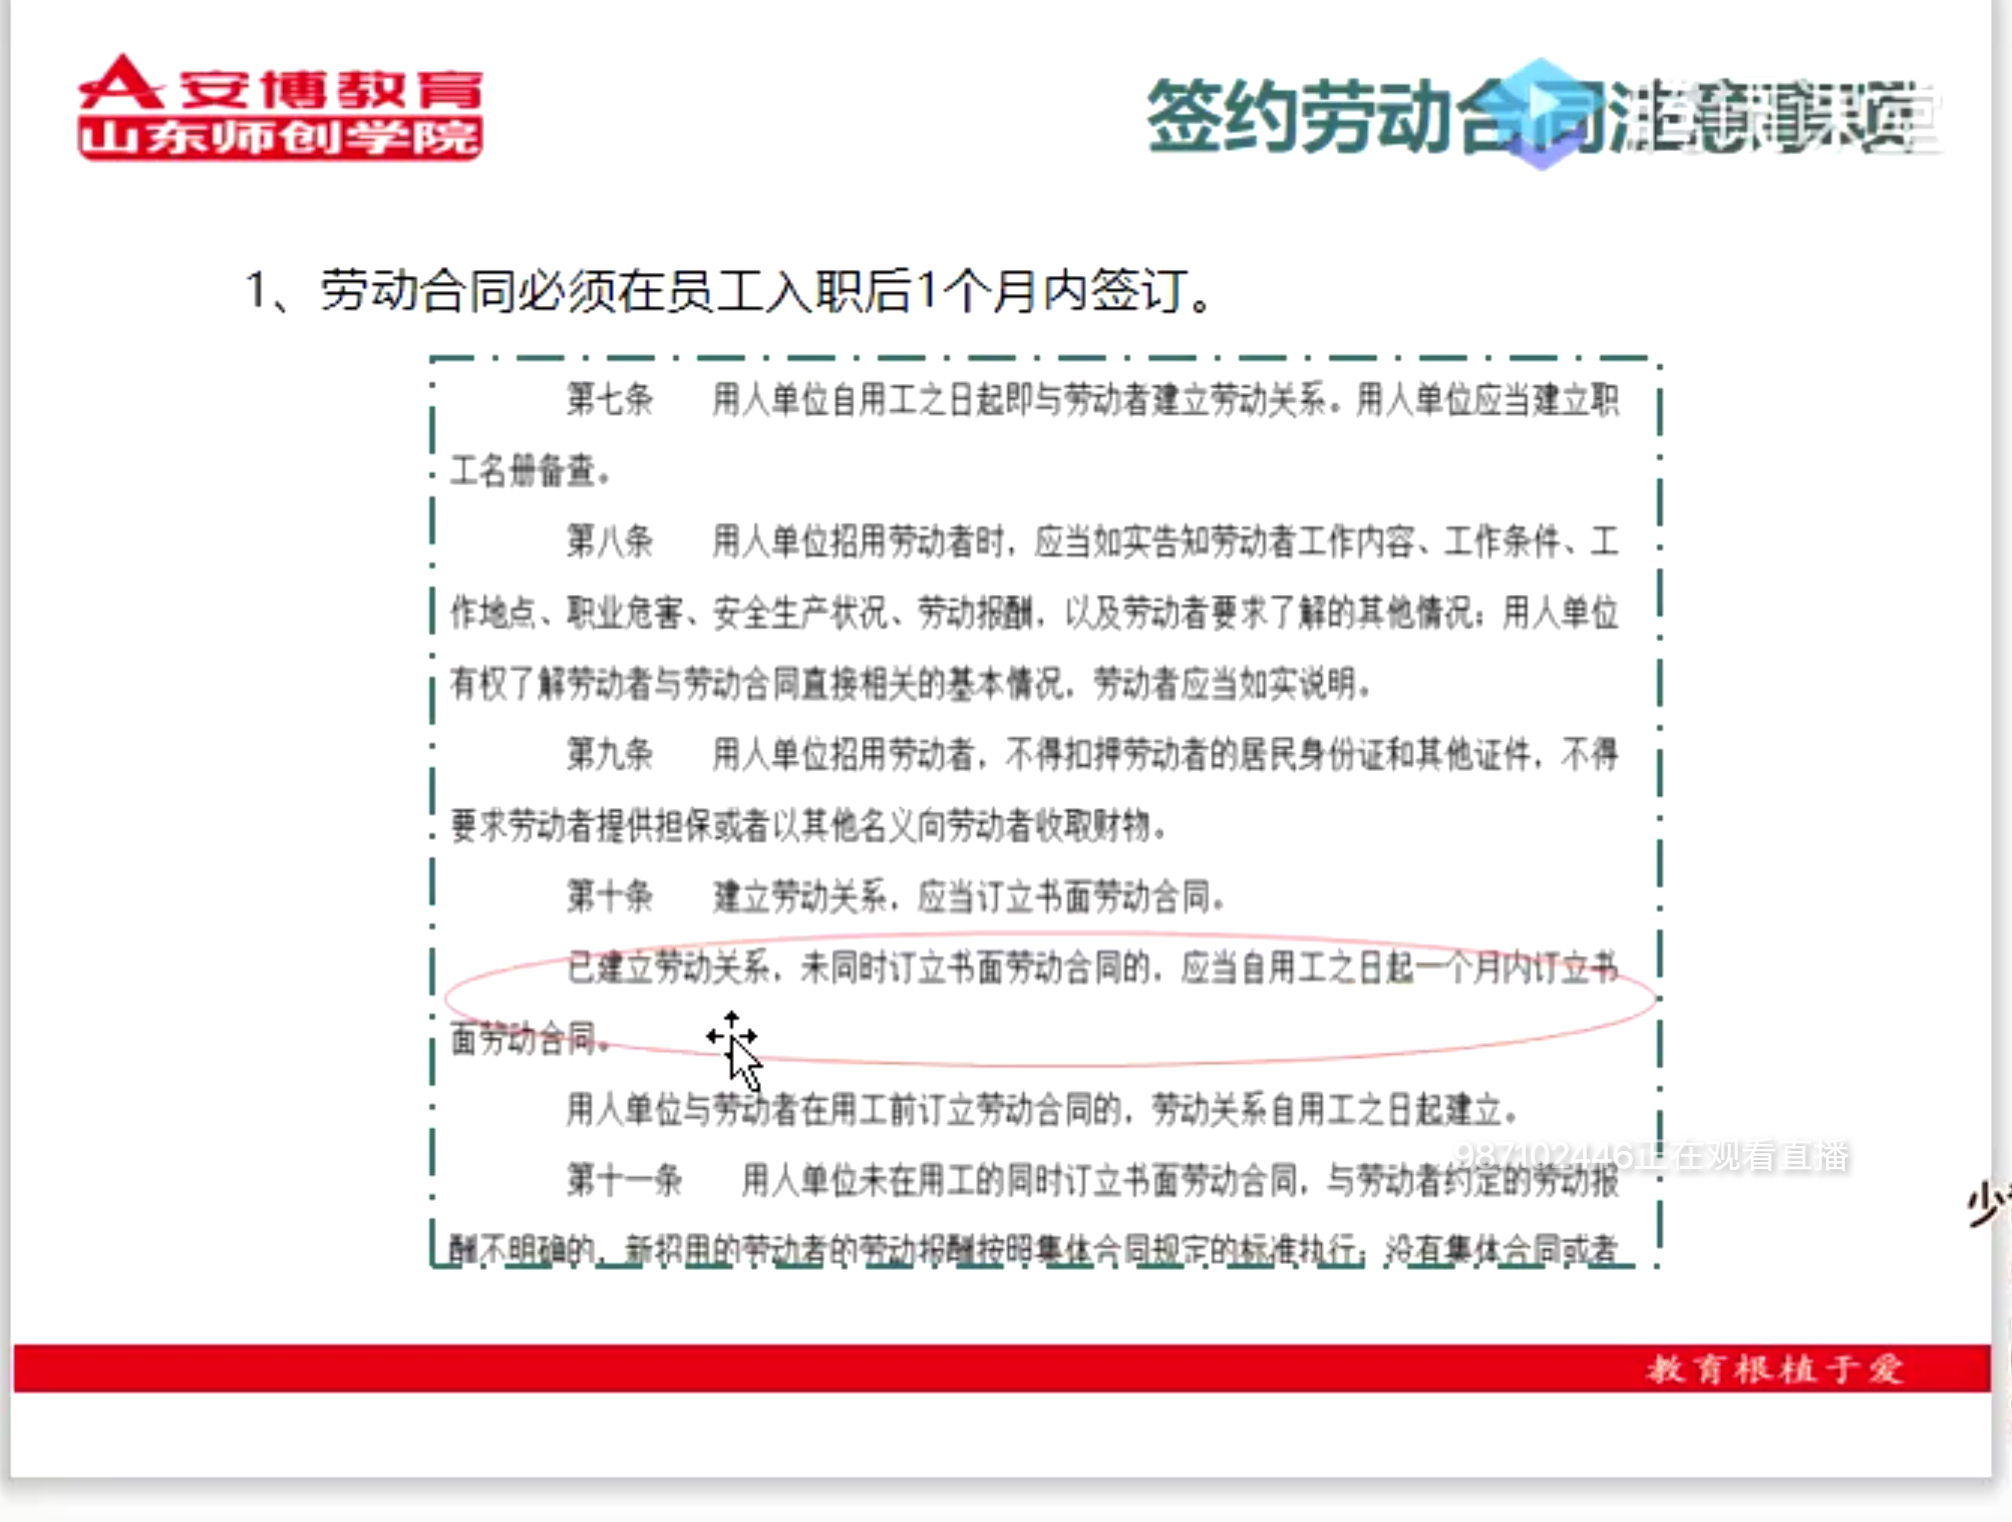 安博教育
山东师创学院
签约劳动合同注意事项
腾讯课堂
1、劳动合同必须在员工入职后1个月内签订。
第七条 用人单位自用工之日起即与劳动者建立劳动关系。用人单位应当建立职
工名册备查。
第八条 用人单位招用劳动者时，应当如实告知劳动者工作内容、工作条件、工
作地点、职业危害、安全生产状况、劳动报酬，以及劳动者要求了解的其他情况；用人单位
有权了解劳动者与劳动合同直接相关的基本情况，劳动者应当如实说明。
第九条 用人单位招用劳动者，不得扣押劳动者的居民身份证和其他证件，不得
要求劳动者提供担保或者以其他名义向劳动者收取财物。
第十条 建立劳动关系，应当订立书面劳动合同。
已建立劳动关系，未同时订立书面劳动合同的，应当自用工之日起一个月内订立书
面劳动合同。
用人单位与劳动者在用工前订立劳动合同的，劳动关系自用工之日起建立。
987102446正在观看直播
第十一条 用人单位未在用工的同时订立书面劳动合同，与劳动者约定的劳动报
酬不明确的，新招用的劳动者的劳动报酬按照集体合同规定的标准执行；没有集体合同或者
少
教育根植于爱